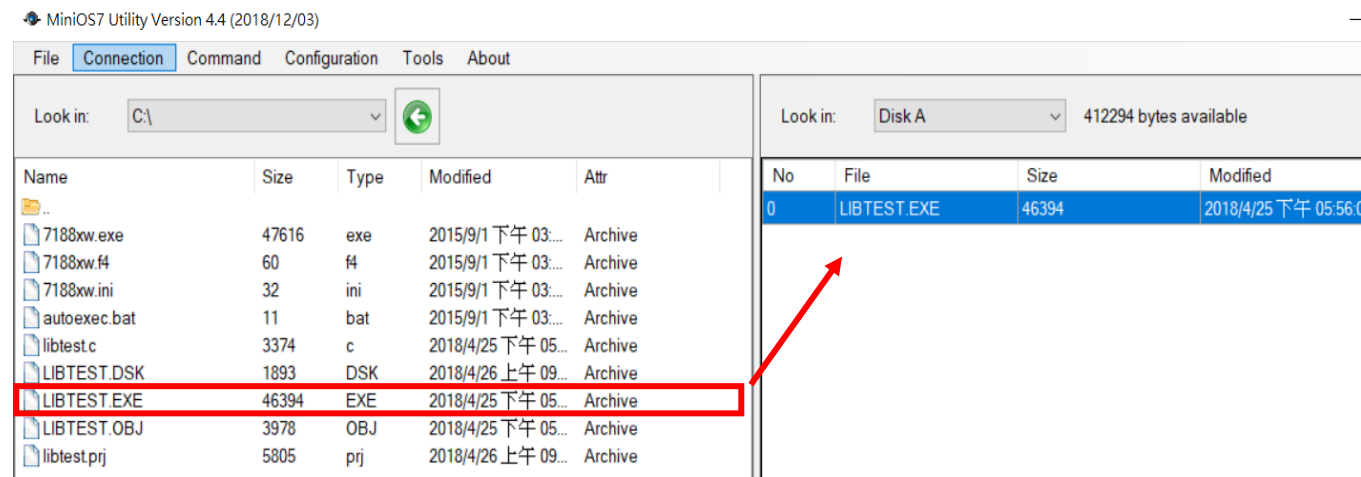 MiniOS7 Utility Version 4.4 (2018/12/03)
File Connection Command Configuration Tools About
Look in: C:\ Look in: Disk A 412294 bytes available
Name Size Type Modified Attr No File Size Modified
.. 0 LIBTEST.EXE 46394 2018/4/25 下午 05:56:0
7188xw.exe 47616 exe 2015/9/1 下午 03:... Archive
7188xw.f4 60 f4 2015/9/1 下午 03:... Archive
7188xw.ini 32 ini 2015/9/1 下午 03:... Archive
autoexec.bat 11 bat 2015/9/1 下午 03:... Archive
libtest.c 3374 c 2018/4/25 下午 05... Archive
LIBTEST.DSK 1893 DSK 2018/4/26 上午 09... Archive
LIBTEST.EXE 46394 EXE 2018/4/25 下午 05... Archive
LIBTEST.OBJ 3978 OBJ 2018/4/25 下午 05... Archive
libtest.prj 5805 prj 2018/4/26 上午 09... Archive